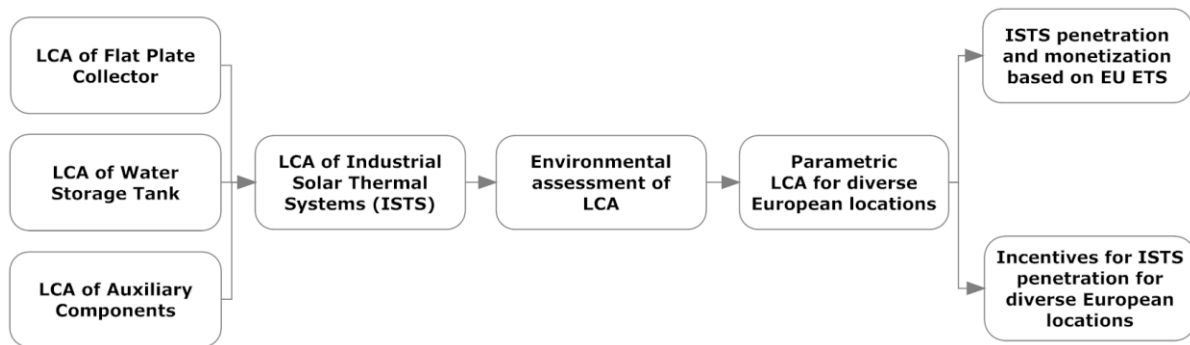 LCA of Flat Plate
Collector
LCA of Water
Storage Tank
LCA of Auxiliary
Components
LCA of Industrial
Solar Thermal
Systems (ISTS)
Environmental
assessment of
LCA
Parametric
LCA for diverse
European locations
ISTS penetration
and monetization
based on EU ETS
Incentives for ISTS
penetration for
diverse European
locations